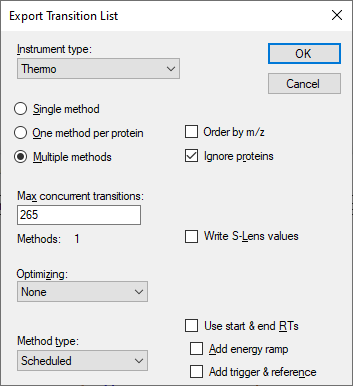 Export Transition List
Instrument type:
Thermo
OK
Cancel
Single method
One method per protein
Order by m/z
Multiple methods
Ignore proteins
Max concurrent transitions:
265
Methods: 1
Write S-Lens values
Optimizing:
None
Use start & end RTs
Method type:
Add energy ramp
Scheduled
Add trigger & reference